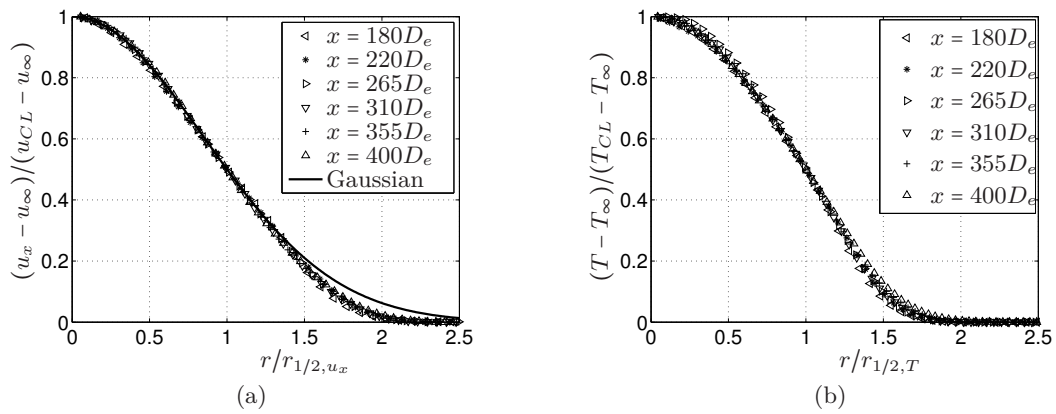 1
0.8
0.6
0.4
0.2
0
0 0.5 1 1.5 2 2.5
(u_x − u_∞)/(u_CL − u_∞)
r/r_{1/2,u_x}
x = 180D_e
x = 220D_e
x = 265D_e
x = 310D_e
x = 355D_e
x = 400D_e
Gaussian
(a)
1
0.8
0.6
0.4
0.2
0
0 0.5 1 1.5 2 2.5
(T − T_∞)/(T_CL − T_∞)
r/r_{1/2,T}
x = 180D_e
x = 220D_e
x = 265D_e
x = 310D_e
x = 355D_e
x = 400D_e
(b)